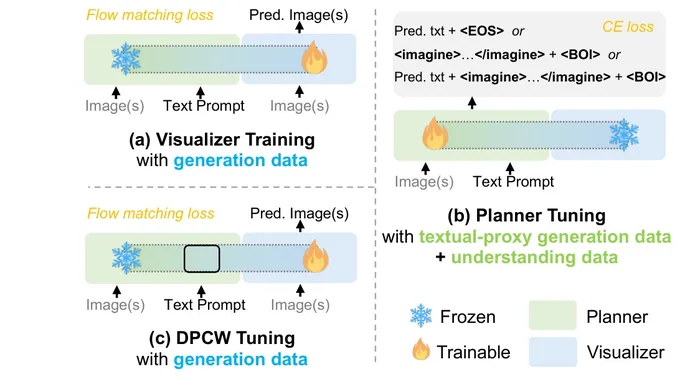 Flow matching loss
Pred. Image(s)
Image(s)
Text Prompt
Image(s)
(a) Visualizer Training
with generation data
Flow matching loss
Pred. Image(s)
Image(s)
Text Prompt
Image(s)
(c) DPCW Tuning
with generation data
CE loss
Pred. txt + <EOS> or
<imagine>…</imagine> + <BOI> or
Pred. txt + <imagine>…</imagine> + <BOI>
Image(s)
Text Prompt
(b) Planner Tuning
with textual-proxy generation data
+ understanding data
Frozen
Planner
Trainable
Visualizer